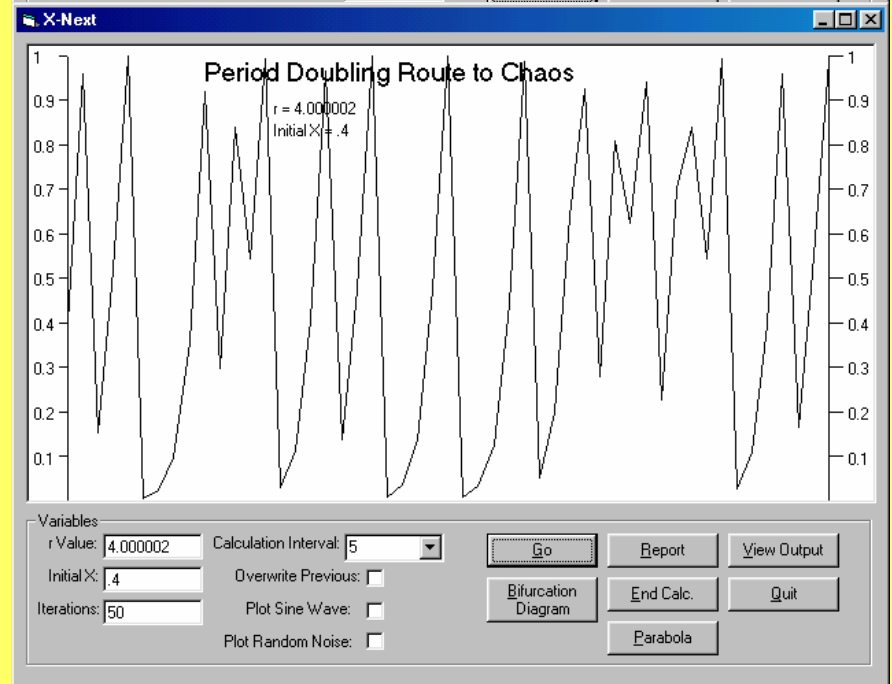 X-Next
Period Doubling Route to Chaos
r = 4.000002
Initial X = .4
1
0.9
0.8
0.7
0.6
0.5
0.4
0.3
0.2
0.1
1
0.9
0.8
0.7
0.6
0.5
0.4
0.3
0.2
0.1
Variables
r Value: 4.000002
Calculation Interval: 5
Go
Report
View Output
Initial X: .4
Overwrite Previous:
Bifurcation
Diagram
End Calc.
Quit
Iterations: 50
Plot Sine Wave:
Parabola
Plot Random Noise: